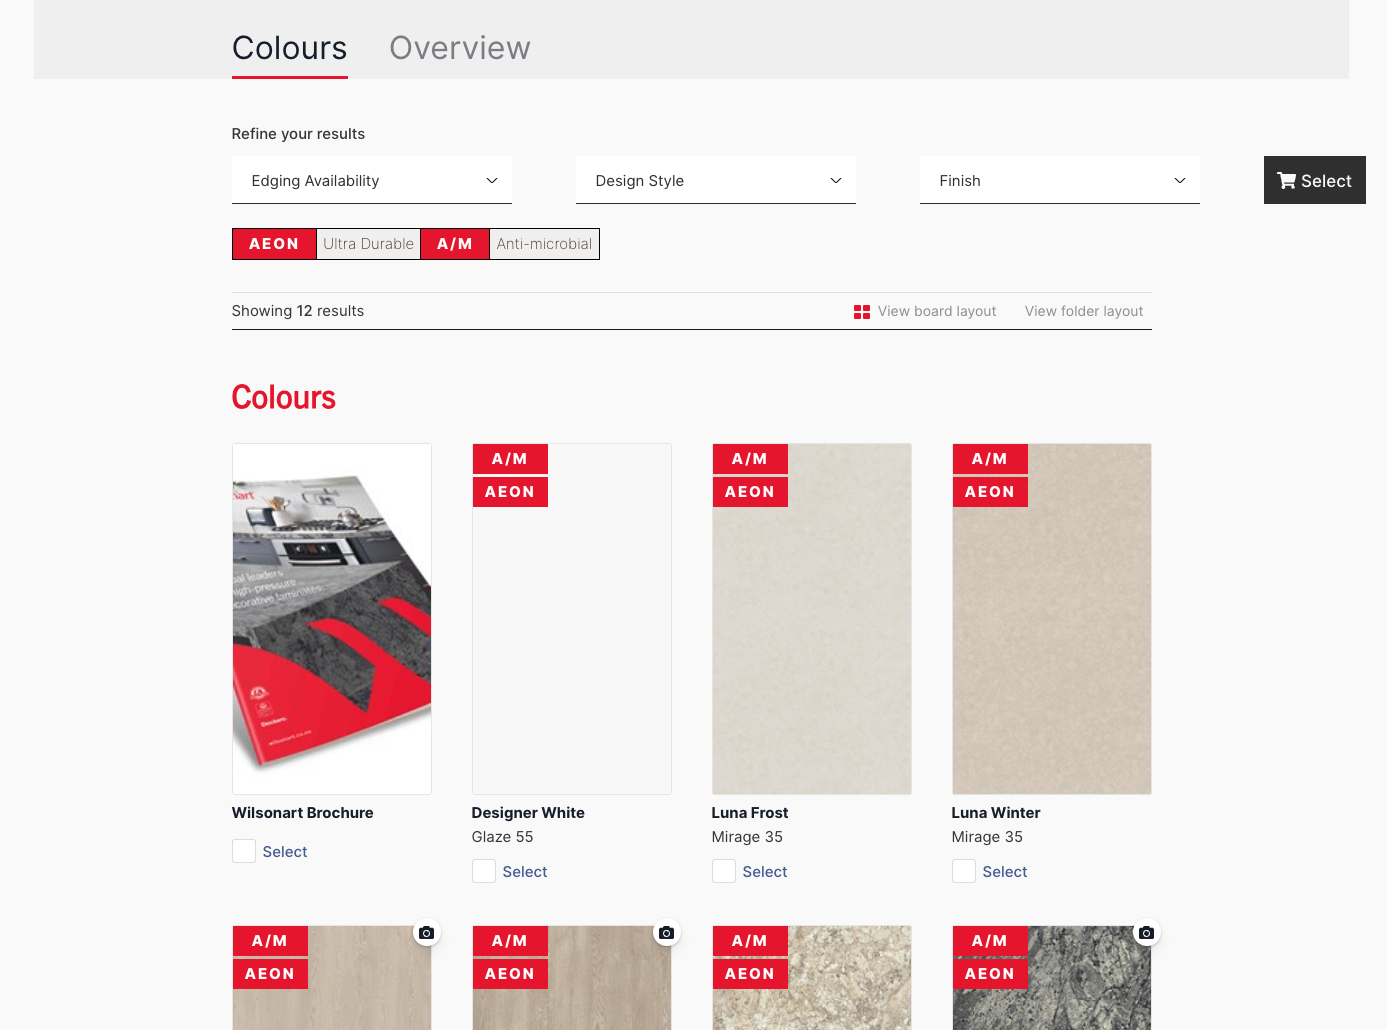 Colours
Overview
Refine your results
Edging Availability
Design Style
Finish
Select
AEON Ultra Durable A/M Anti-microbial
Showing 12 results
View board layout
View folder layout
Colours
A/M
AEON
A/M
AEON
A/M
AEON
Wilsonart Brochure
Select
Designer White
Glaze 55
Select
Luna Frost
Mirage 35
Select
Luna Winter
Mirage 35
Select
A/M
AEON
A/M
AEON
A/M
AEON
A/M
AEON